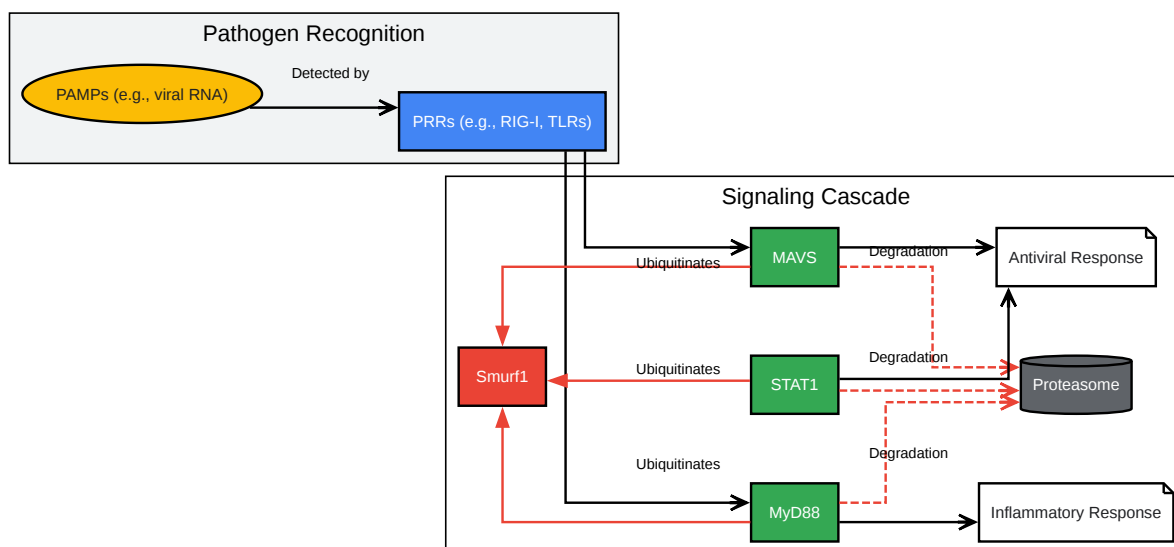 Pathogen Recognition
Detected by
PAMPs (e.g., viral RNA)
PRRs (e.g., RIG-I, TLRs)
Signaling Cascade
MAVS
Degradation
Antiviral Response
Ubiquitinates
Smurf1
Ubiquitinates
STAT1
Degradation
Proteasome
Ubiquitinates
Degradation
MyD88
Inflammatory Response